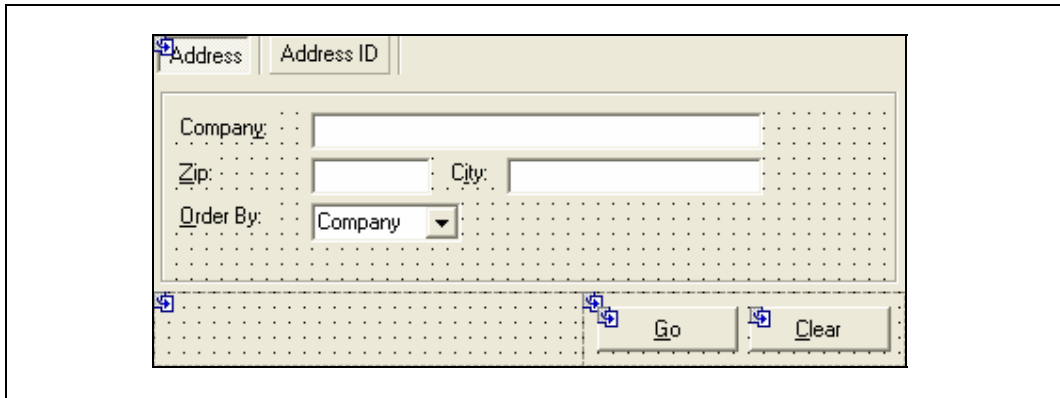 Address Address ID
Company:
Zip: City:
Order By: Company
Go Clear